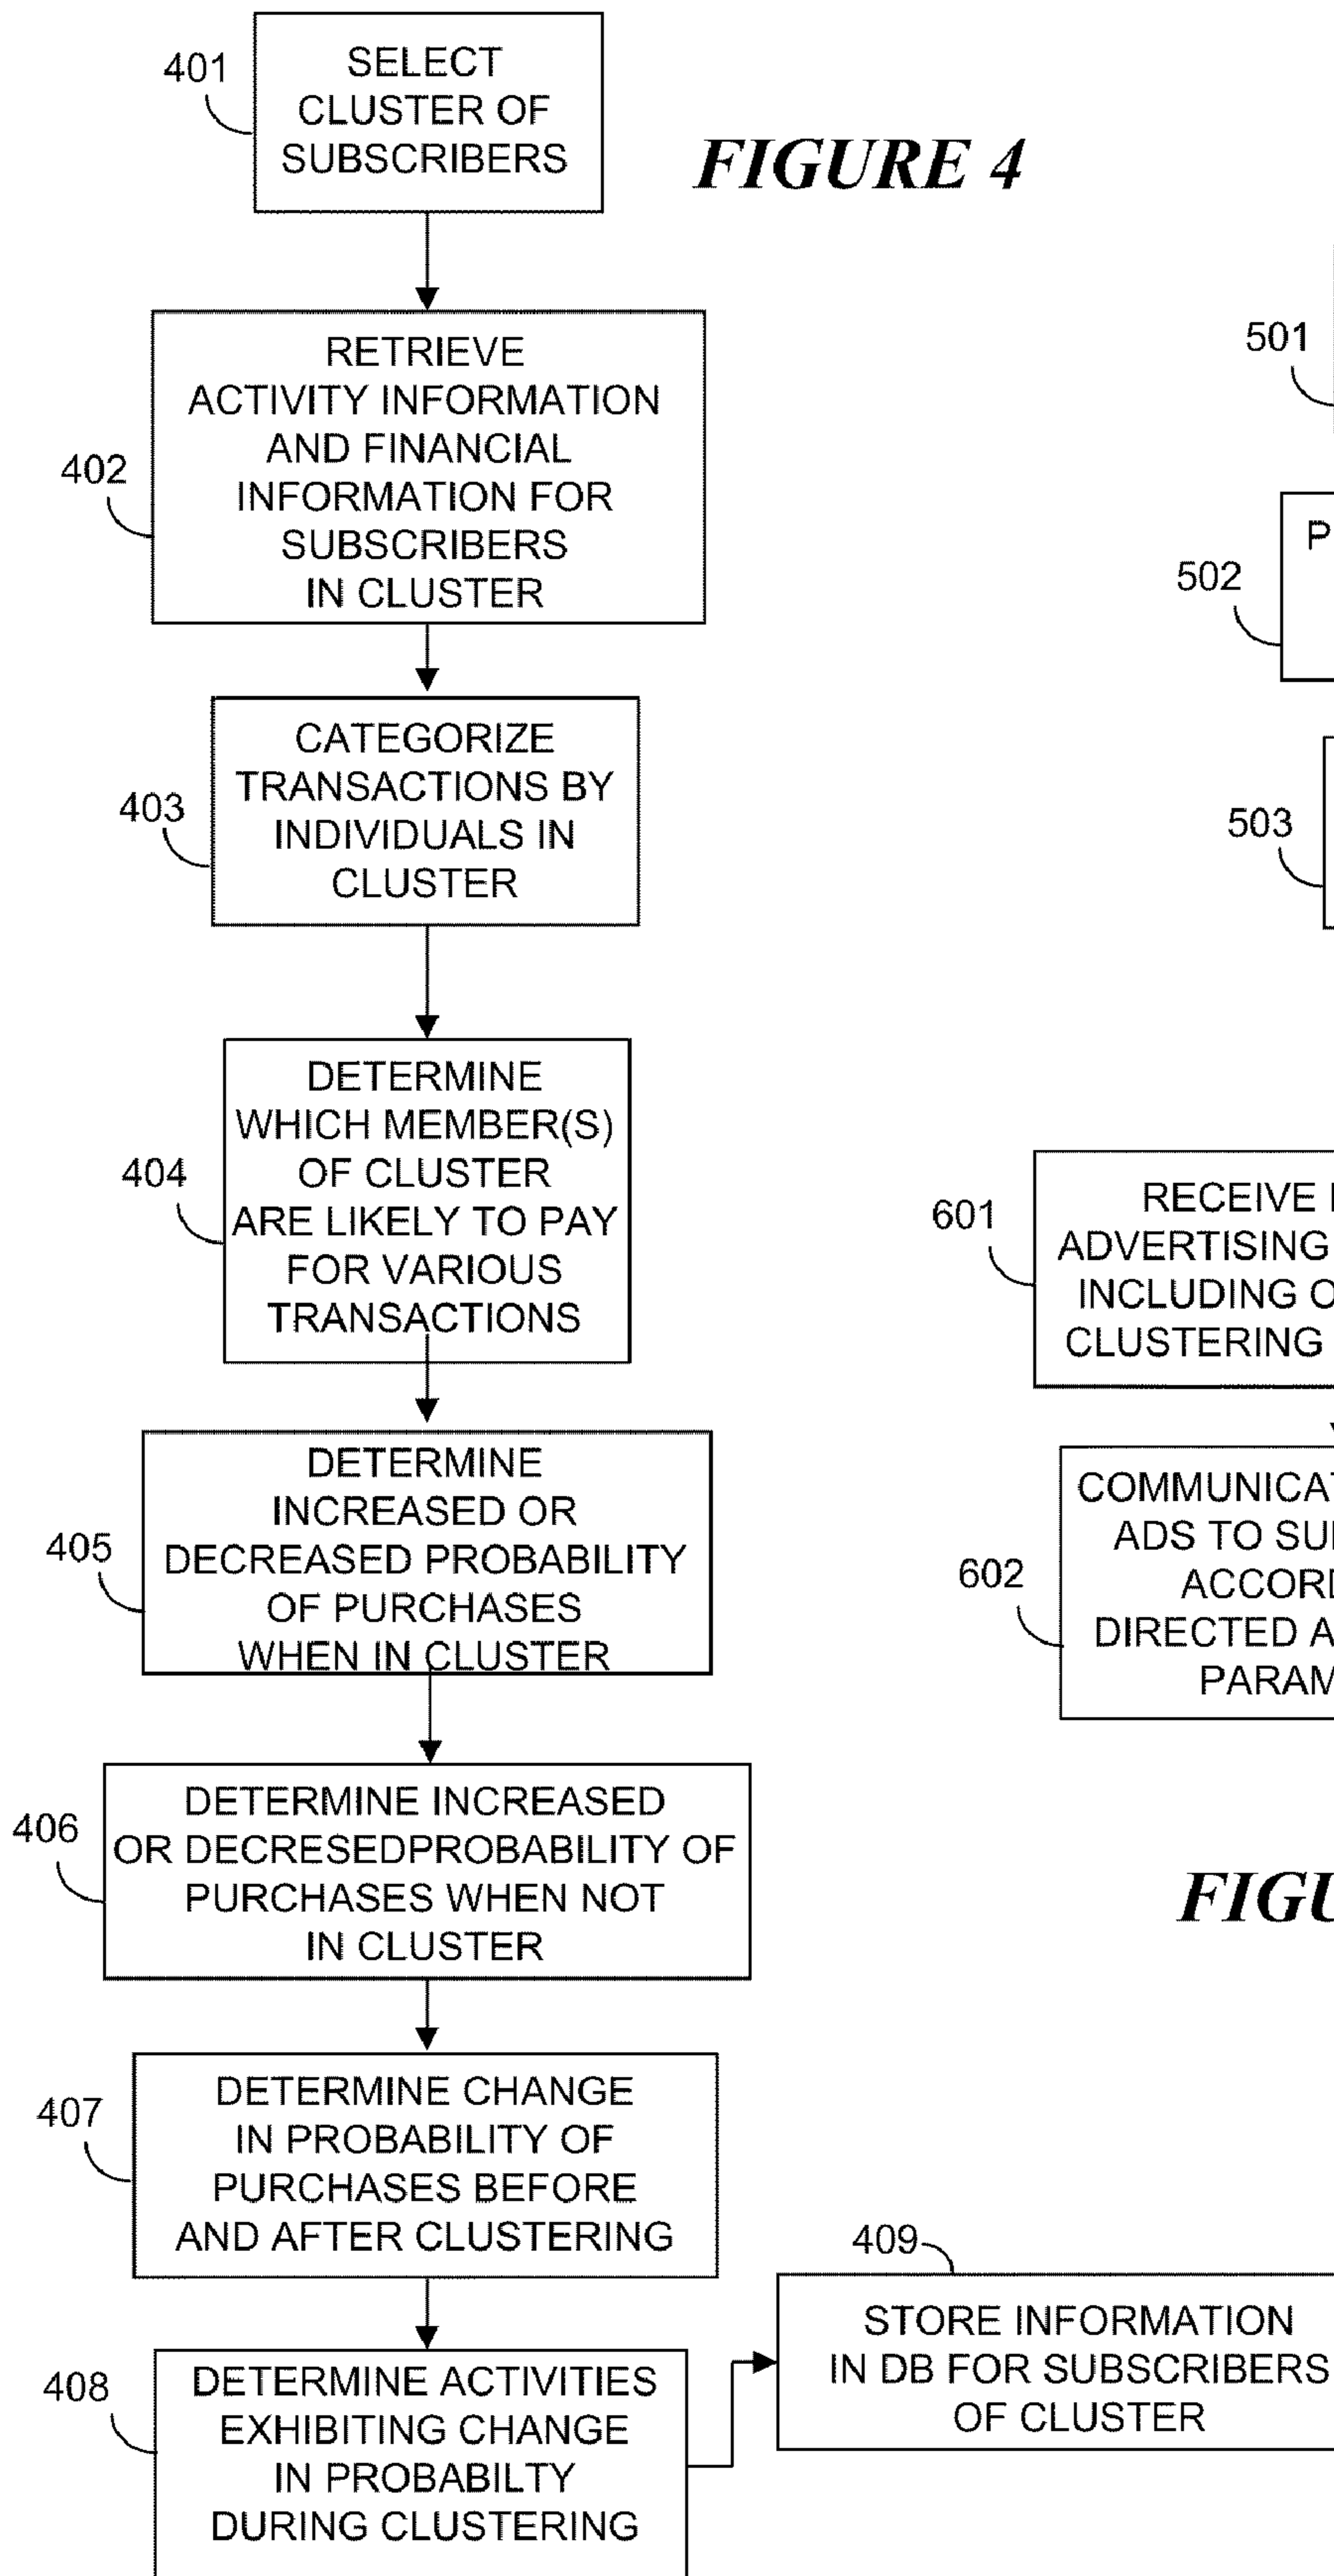 401
SELECT
CLUSTER OF
SUBSCRIBERS
FIGURE 4
402
RETRIEVE
ACTIVITY INFORMATION
AND FINANCIAL
INFORMATION FOR
SUBSCRIBERS
IN CLUSTER
403
CATEGORIZE
TRANSACTIONS BY
INDIVIDUALS IN
CLUSTER
404
DETERMINE
WHICH MEMBER(S)
OF CLUSTER
ARE LIKELY TO PAY
FOR VARIOUS
TRANSACTIONS
405
DETERMINE
INCREASED OR
DECREASED PROBABILITY
OF PURCHASES
WHEN IN CLUSTER
406
DETERMINE INCREASED
OR DECRESEDPROBABILITY OF
PURCHASES WHEN NOT
IN CLUSTER
407
DETERMINE CHANGE
IN PROBABILITY OF
PURCHASES BEFORE
AND AFTER CLUSTERING
408
DETERMINE ACTIVITIES
EXHIBITING CHANGE
IN PROBABILTY
DURING CLUSTERING
409
STORE INFORMATION
IN DB FOR SUBSCRIBERS
OF CLUSTER
501
502
P
503
601
RECEIVE
ADVERTISING
INCLUDING O
CLUSTERING
602
COMMUNICAT
ADS TO SU
ACCORD
DIRECTED A
PARAM
FIGU